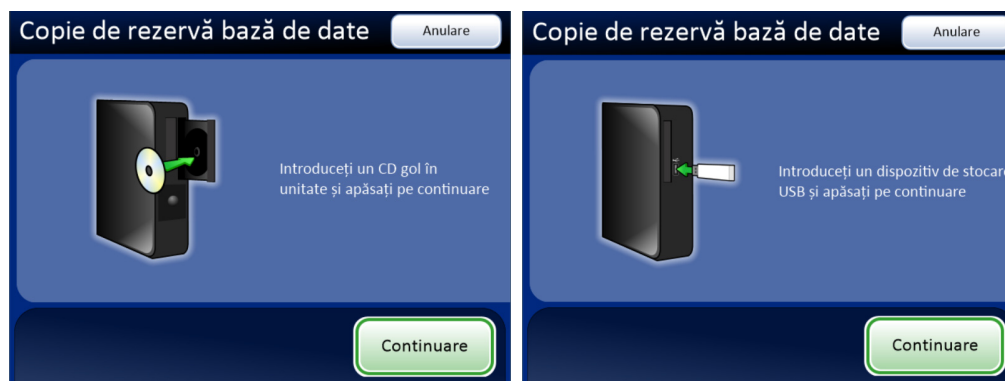 Copie de rezervă bază de date
Anulare
Introduceți un CD gol în
unitate și apăsați pe continuare
Continuare
Copie de rezervă bază de date
Anulare
Introduceți un dispozitiv de stocare
USB și apăsați pe continuare
Continuare